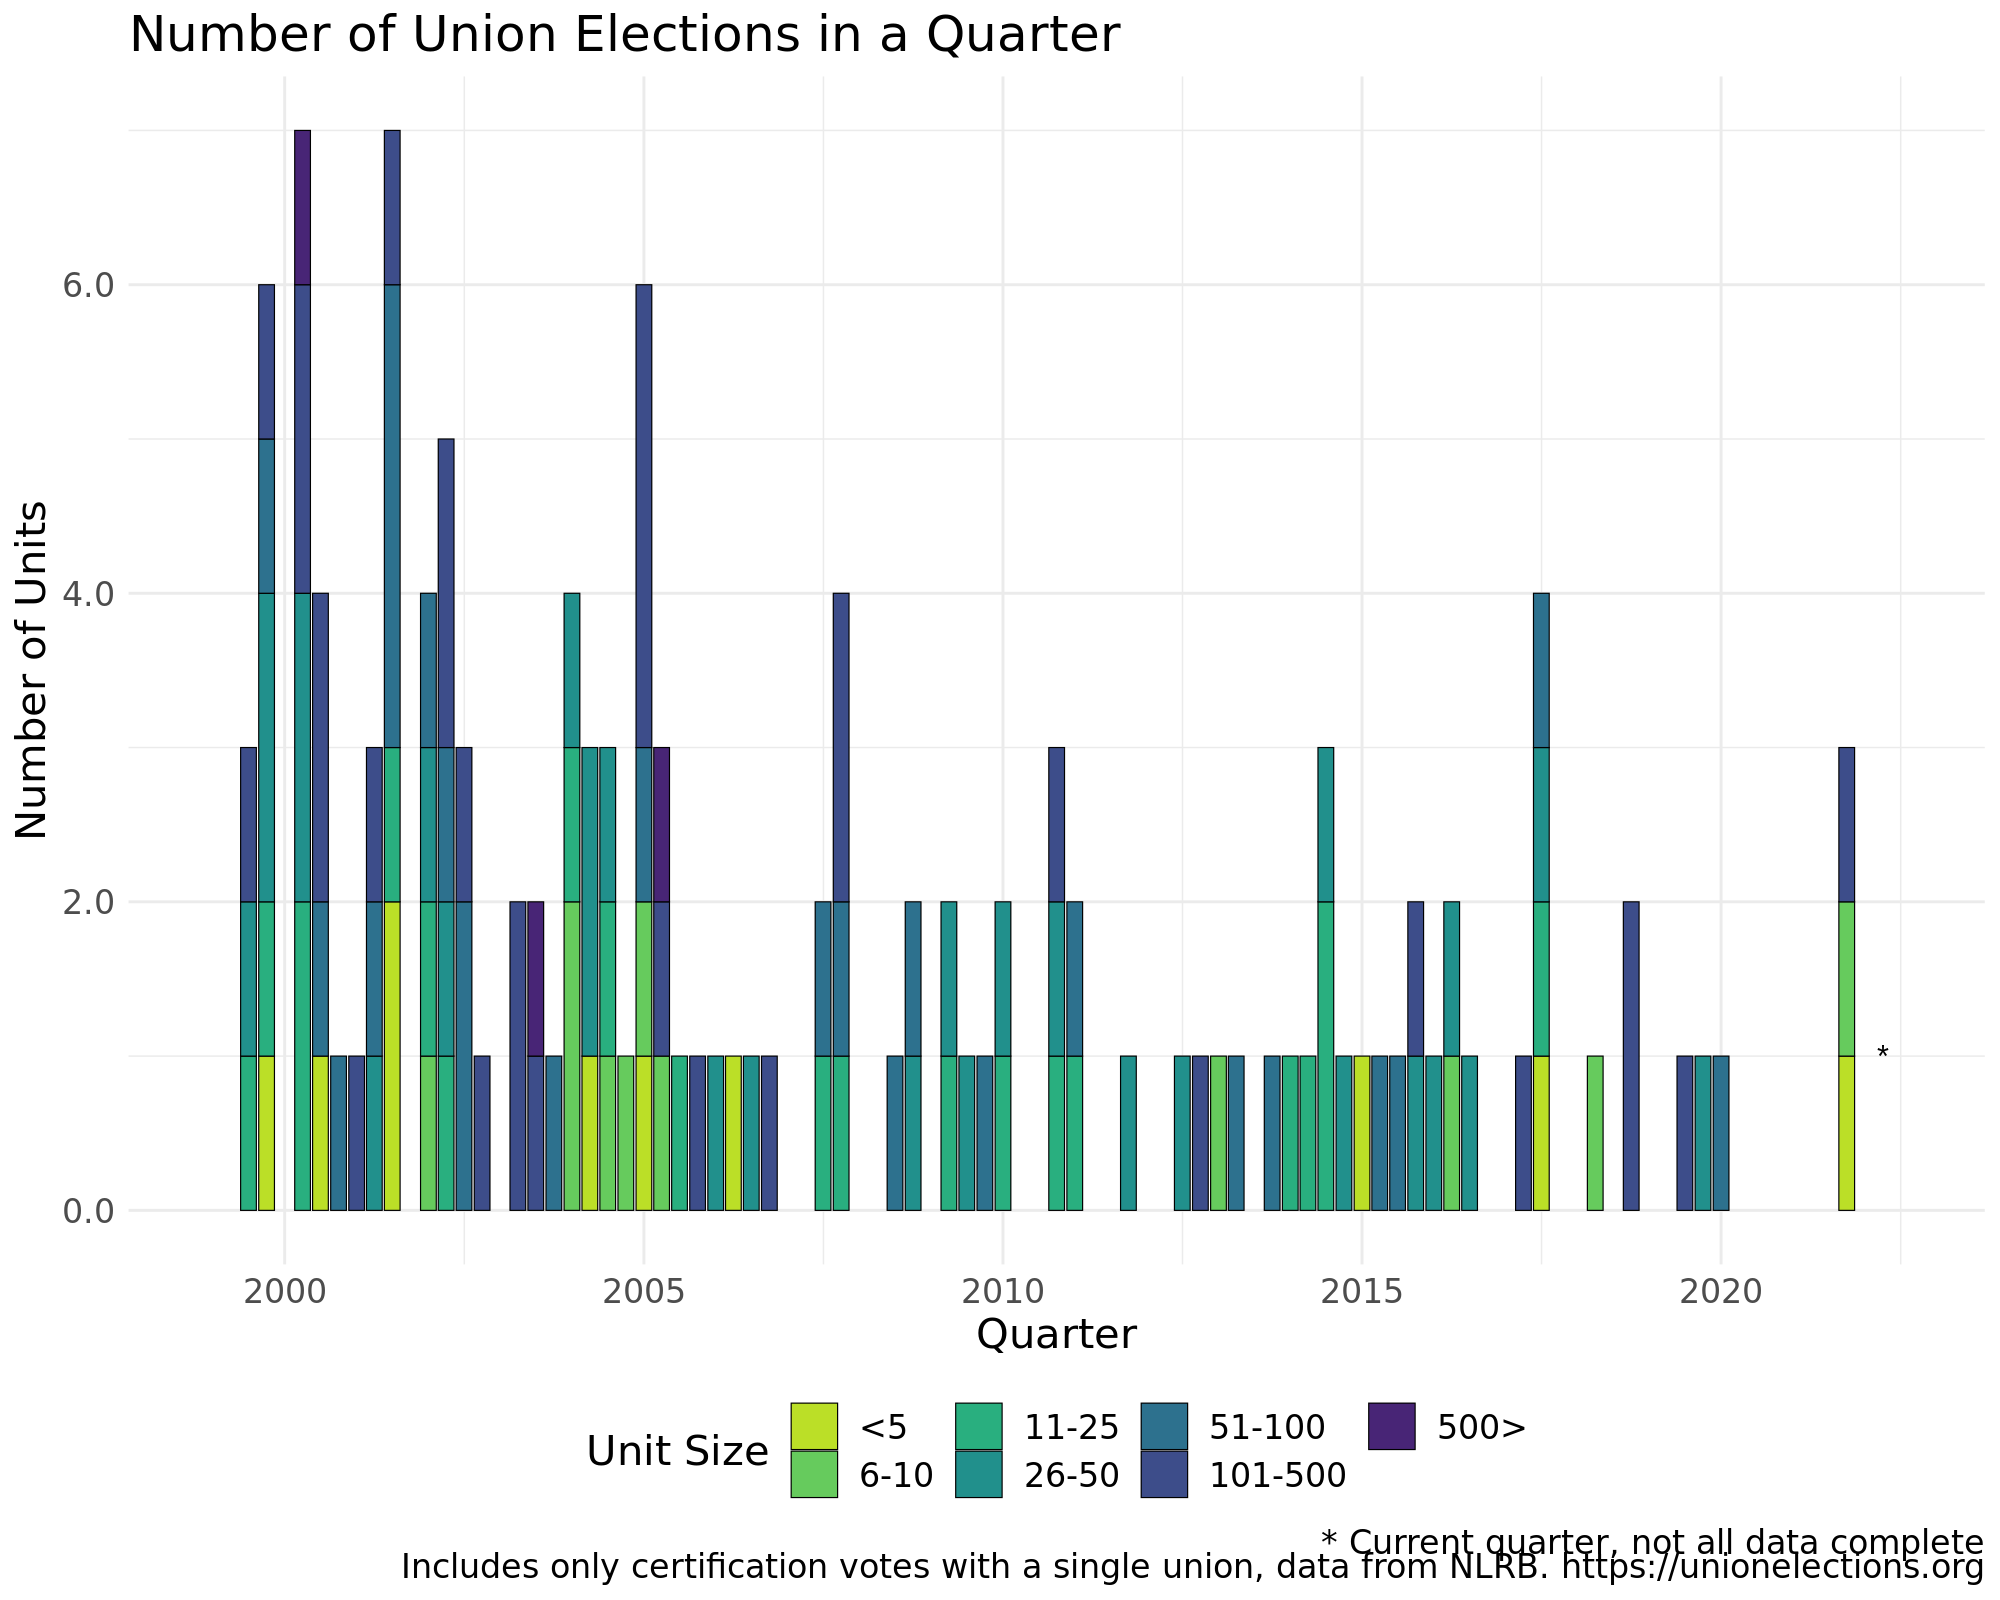 Number of Union Elections in a Quarter
Number of Units
6.0
4.0
2.0
0.0
*
2000 2005 2010 2015 2020
Quarter
Unit Size
<5 11-25 51-100 500>
6-10 26-50 101-500
* Current quarter, not all data complete
Includes only certification votes with a single union, data from NLRB. https://unionelections.org